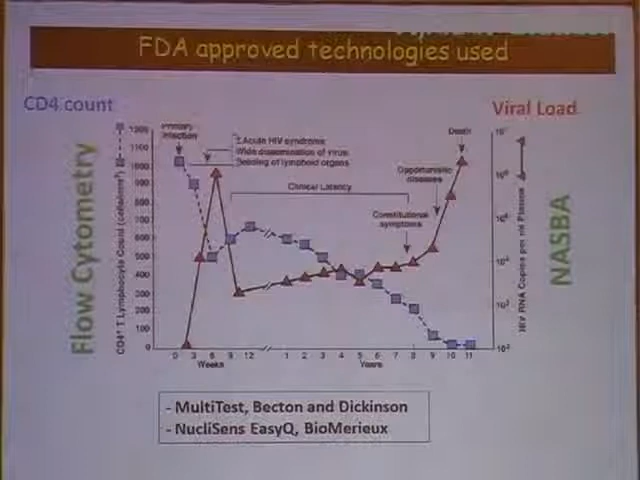 FDA approved technologies used
CD4 count
Viral Load
Flow Cytometry
NASBA
CD4+ T Lymphocyte Count (cells/mm³)
HIV RNA Copies per ml Plasma
Primary
Infection
Acute HIV syndrome
Wide dissemination of virus
Seeding of lymphoid organs
Clinical Latency
Constitutional
symptoms
Opportunistic
diseases
Death
1200
1100
1000
900
800
700
600
500
400
300
200
100
0
0 3 6 9 12
Weeks
1 2 3 4 5 6 7 8 9 10 11
Years
- MultiTest, Becton and Dickinson
- NucliSens EasyQ, BioMerieux